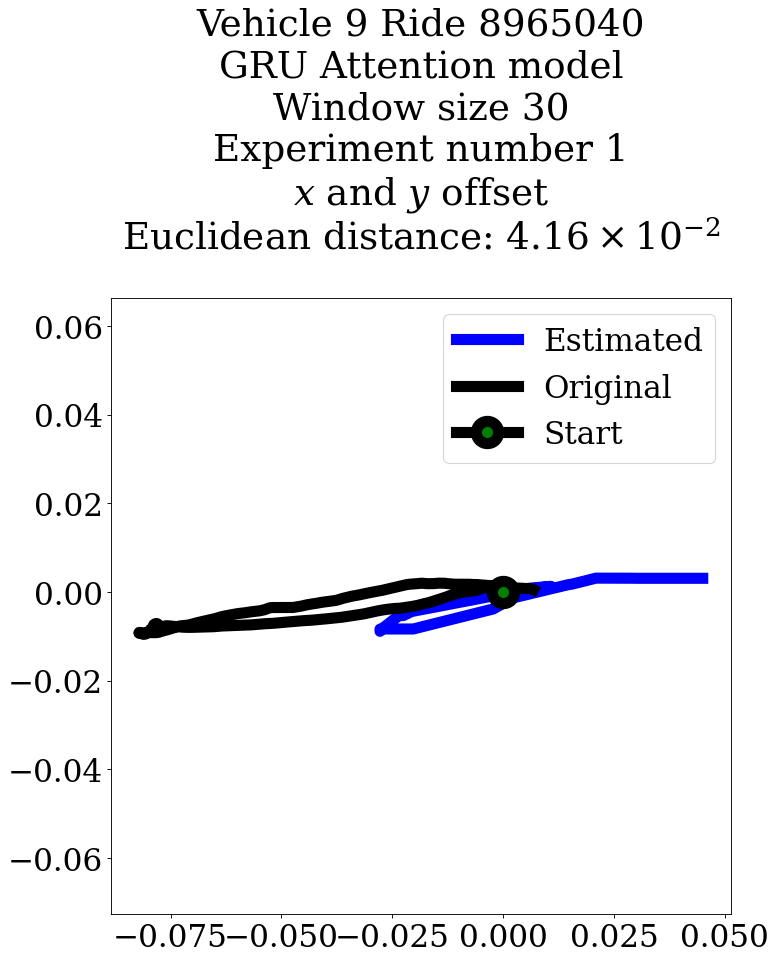 Vehicle 9 Ride 8965040
GRU Attention model
Window size 30
Experiment number 1
x and y offset
Euclidean distance: 4.16 × 10⁻²
Estimated
Original
Start
0.06
0.04
0.02
0.00
−0.02
−0.04
−0.06
−0.075 −0.050 −0.025 0.000 0.025 0.050